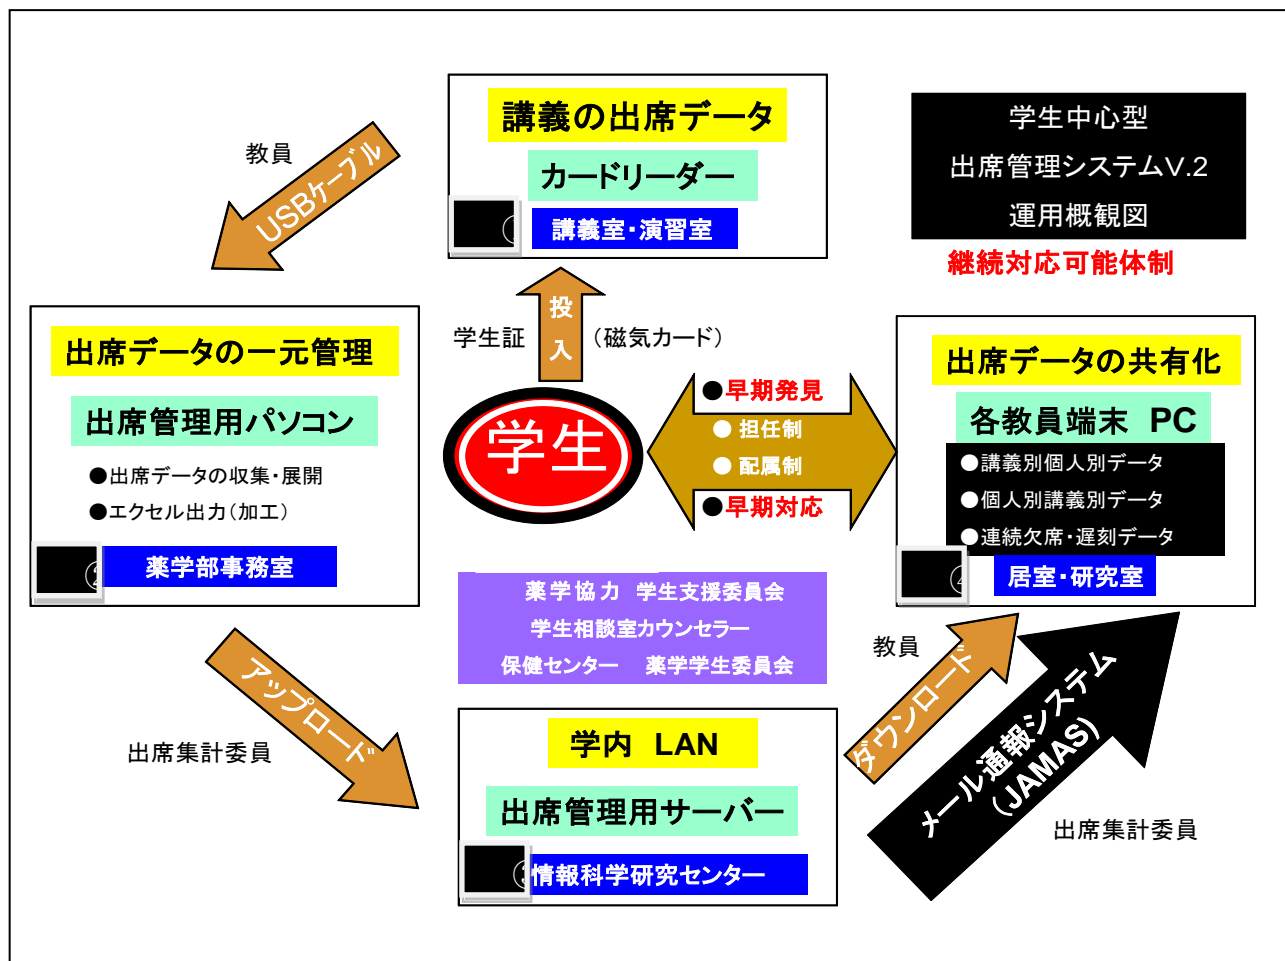 講義の出席データ
カードリーダー
①
講義室・演習室
学生中心型
出席管理システムV.2
運用概観図
継続対応可能体制
教員
USBケーブル
学生証
投入
（磁気カード）
出席データの一元管理
出席管理用パソコン
●出席データの収集・展開
●エクセル出力（加工）
②
薬学部事務室
学生
●早期発見
●担任制
●配属制
●早期対応
出席データの共有化
各教員端末 PC
●講義別個人別データ
●個人別講義別データ
●連続欠席・遅刻データ
④
居室・研究室
薬学協力 学生支援委員会
学生相談室カウンセラー
保健センター 薬学学生委員会
アップロード
出席集計委員
学内 LAN
出席管理用サーバー
③
情報科学研究センター
教員
ダウンロード
メール通報システム
（JAMAS）
出席集計委員